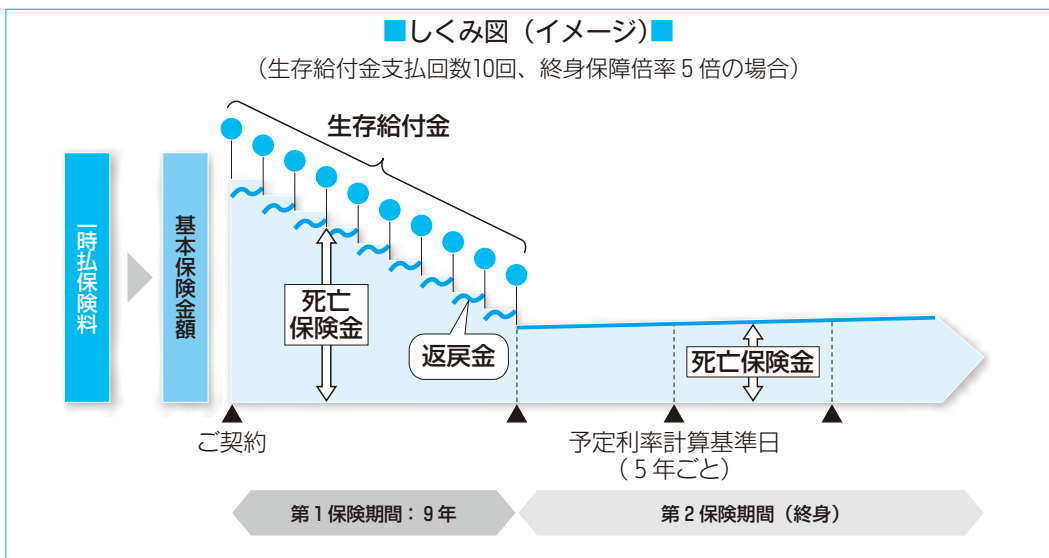 ■しくみ図（イメージ）■
（生存給付金支払回数10回、終身保障倍率５倍の場合）
生存給付金
一時払保険料
基本保険金額
死亡
保険金
返戻金
死亡保険金
ご契約
予定利率計算基準日
（５年ごと）
第１保険期間：９年
第２保険期間（終身）